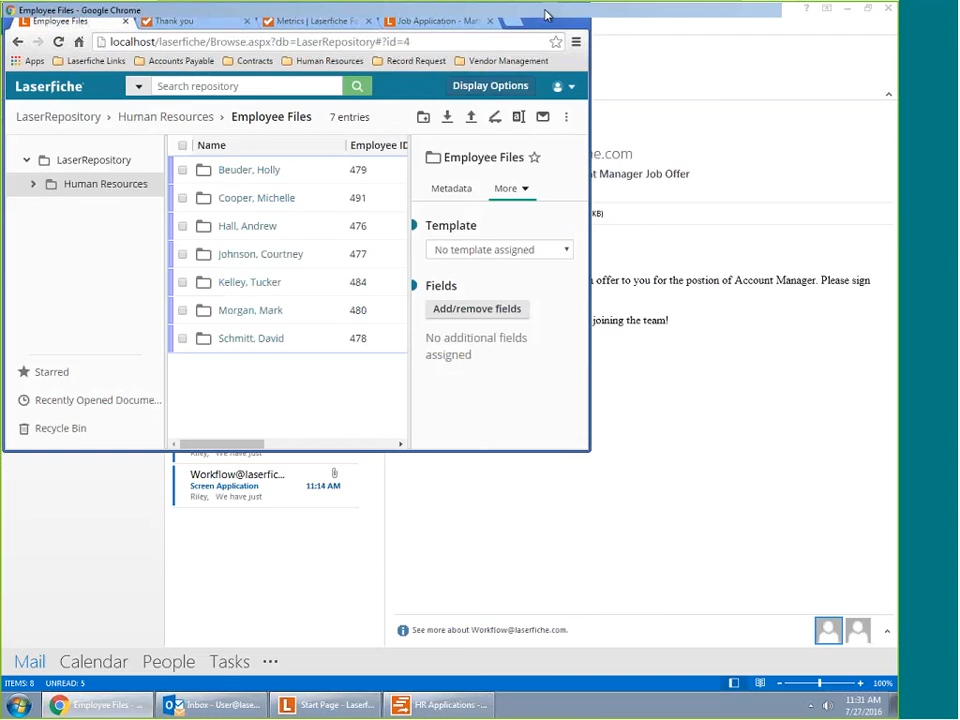 Employee Files - Google Chrome
Employee Files
Thank you
Metrics | Laserfiche Fo
Job Application - Mat
localhost/laserfiche/Browse.aspx?db=LaserRepository#?id=4
Apps
Laserfiche Links
Accounts Payable
Contracts
Human Resources
Record Request
Vendor Management
Laserfiche
Search repository
Display Options
LaserRepository
Human Resources
Employee Files
7 entries
LaserRepository
Human Resources
Starred
Recently Opened Docume...
Recycle Bin
Name
Employee ID
Beuder, Holly
479
Cooper, Michelle
491
Hall, Andrew
476
Johnson, Courtney
477
Kelley, Tucker
484
Morgan, Mark
480
Schmitt, David
478
Employee Files
Metadata
More
Template
No template assigned
Fields
Add/remove fields
No additional fields
assigned
he.com
t Manager Job Offer
KB)
offer to you for the postion of Account Manager. Please sign
joining the team!
Riley, We have just
Workflow@laserfic...
Screen Application
11:14 AM
Riley, We have just
See more about Workflow@laserfiche.com.
Mail
Calendar
People
Tasks
ITEMS: 8
UNREAD: 5
100%
Employee Files - ...
Inbox - User@lase...
Start Page - Laserf...
HR Applications -...
11:31 AM
7/27/2016